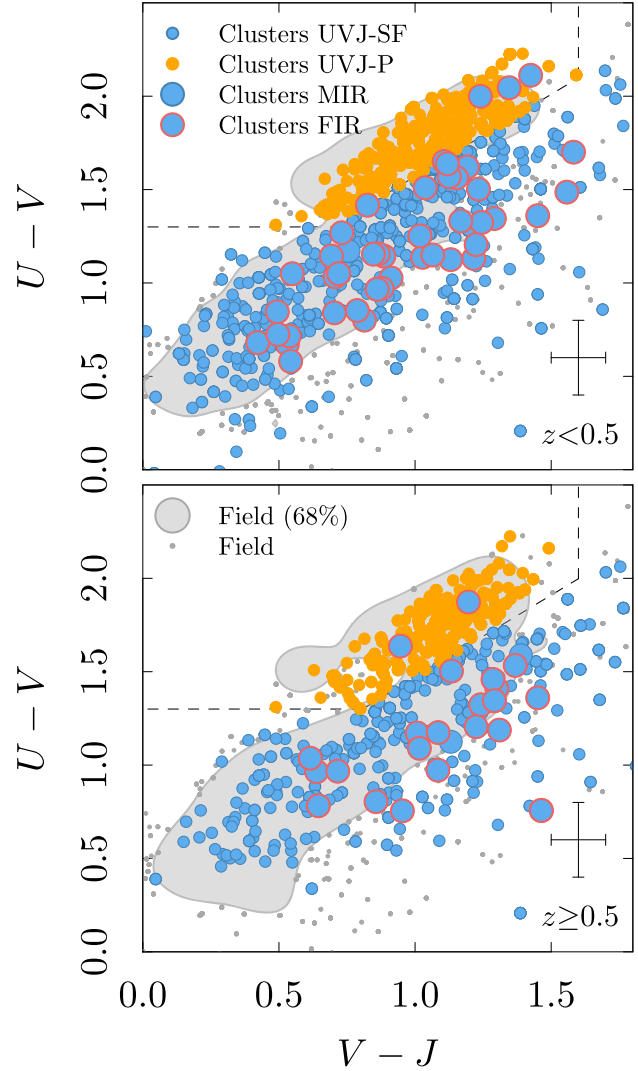 Clusters UVJ-SF
Clusters UVJ-P
Clusters MIR
Clusters FIR
2.0
1.5
1.0
0.5
0.0
U − V
z<0.5
Field (68%)
Field
2.0
1.5
1.0
0.5
0.0
U − V
z≥0.5
0.0 0.5 1.0 1.5
V − J